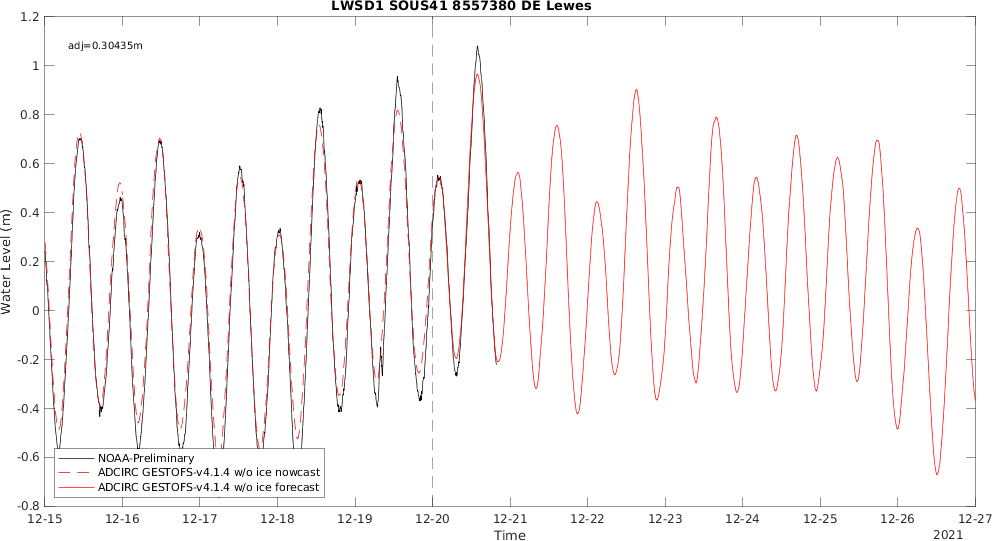 LWSD1 SOUS41 8557380 DE Lewes
adj=0.30435m
Water Level (m)
1.2
1
0.8
0.6
0.4
0.2
0
-0.2
-0.4
-0.6
-0.8
NOAA-Preliminary
ADCIRC GESTOFS-v4.1.4 w/o ice nowcast
ADCIRC GESTOFS-v4.1.4 w/o ice forecast
12-15 12-16 12-17 12-18 12-19 12-20 12-21 12-22 12-23 12-24 12-25 12-26 12-27
Time
2021